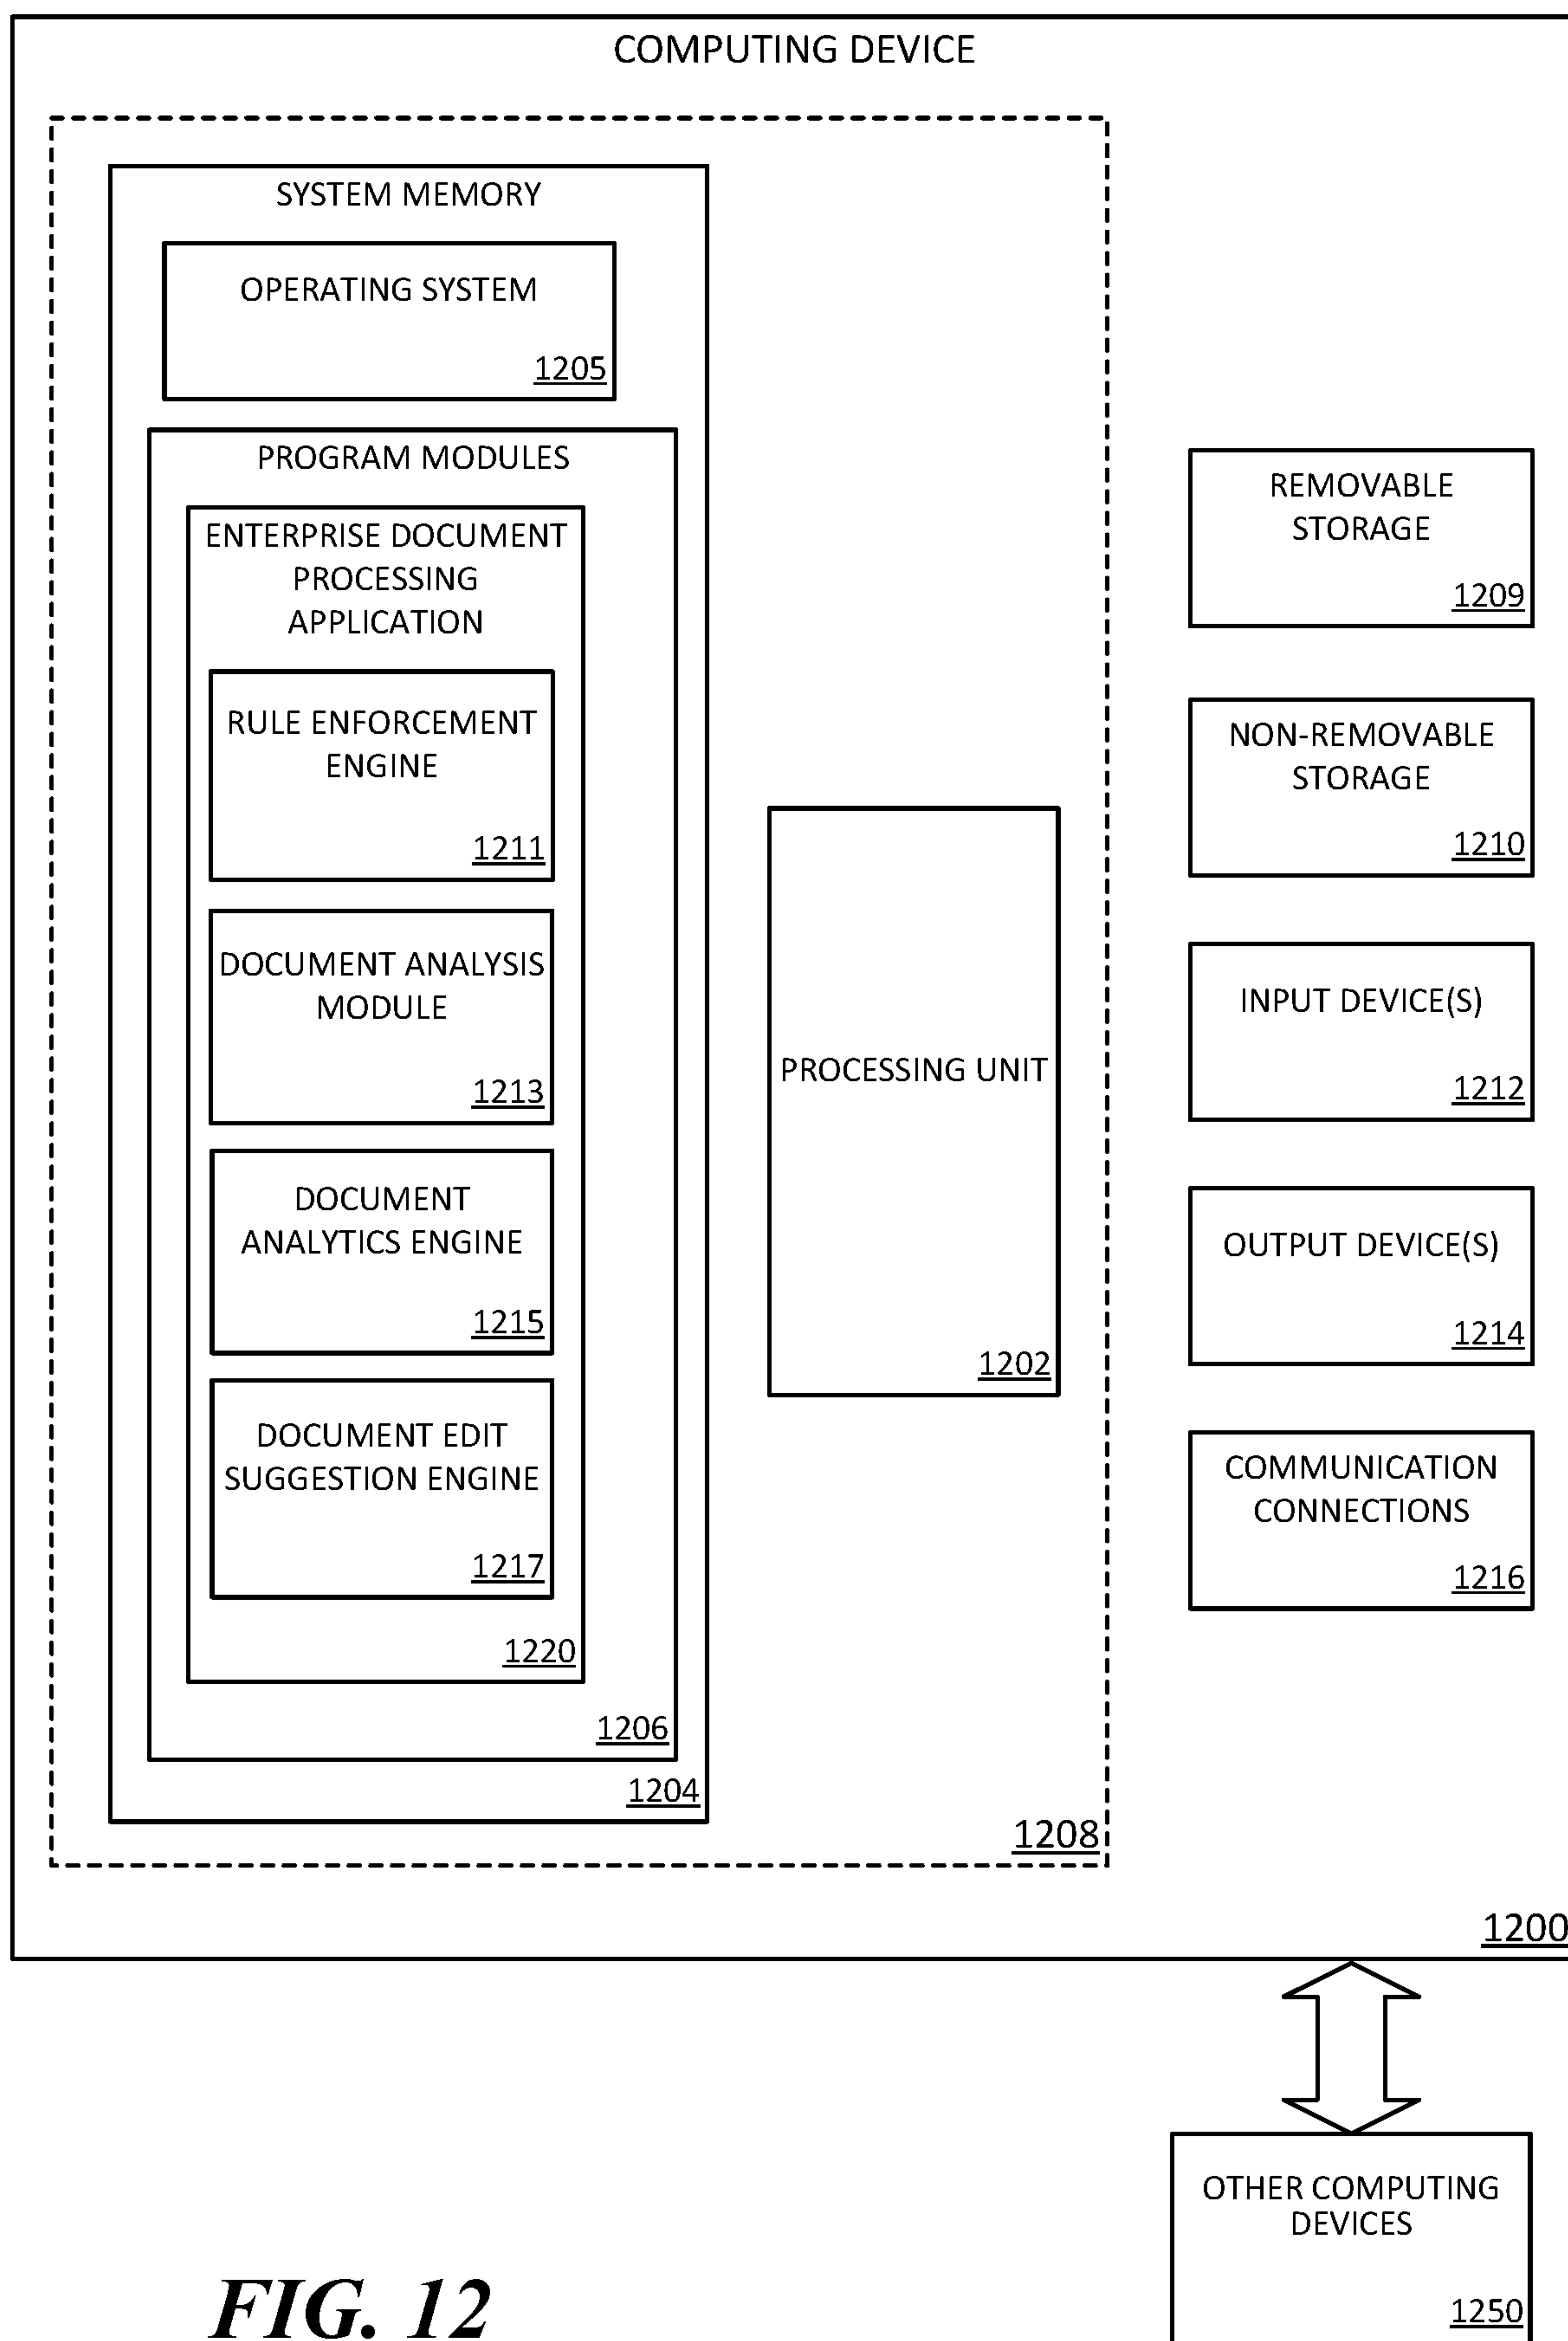 COMPUTING DEVICE
SYSTEM MEMORY
OPERATING SYSTEM
1205
PROGRAM MODULES
ENTERPRISE DOCUMENT
PROCESSING
APPLICATION
RULE ENFORCEMENT
ENGINE
1211
DOCUMENT ANALYSIS
MODULE
1213
DOCUMENT
ANALYTICS ENGINE
1215
DOCUMENT EDIT
SUGGESTION ENGINE
1217
1220
1206
1204
PROCESSING UNIT
1202
1208
REMOVABLE
STORAGE
1209
NON-REMOVABLE
STORAGE
1210
INPUT DEVICE(S)
1212
OUTPUT DEVICE(S)
1214
COMMUNICATION
CONNECTIONS
1216
1200
OTHER COMPUTING
DEVICES
1250
FIG. 12